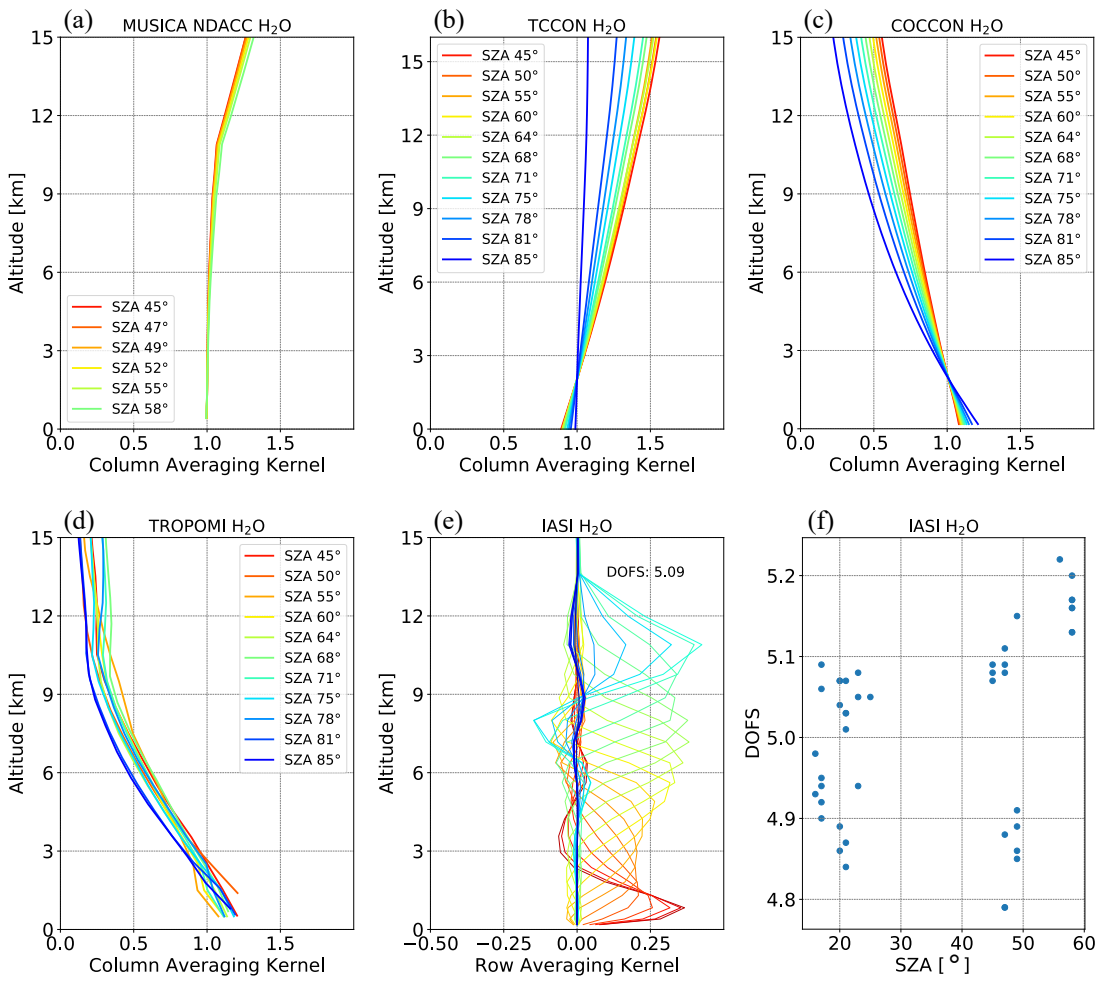 (a)
MUSICA NDACC H₂O
15
12
9
6
3
0
Altitude [km]
SZA 45°
SZA 47°
SZA 49°
SZA 52°
SZA 55°
SZA 58°
0.0 0.5 1.0 1.5
Column Averaging Kernel
(b)
TCCON H₂O
15
12
9
6
3
0
Altitude [km]
SZA 45°
SZA 50°
SZA 55°
SZA 60°
SZA 64°
SZA 68°
SZA 71°
SZA 75°
SZA 78°
SZA 81°
SZA 85°
0.0 0.5 1.0 1.5
Column Averaging Kernel
(c)
COCCON H₂O
15
12
9
6
3
0
Altitude [km]
SZA 45°
SZA 50°
SZA 55°
SZA 60°
SZA 64°
SZA 68°
SZA 71°
SZA 75°
SZA 78°
SZA 81°
SZA 85°
0.0 0.5 1.0 1.5
Column Averaging Kernel
(d)
TROPOMI H₂O
15
12
9
6
3
0
Altitude [km]
SZA 45°
SZA 50°
SZA 55°
SZA 60°
SZA 64°
SZA 68°
SZA 71°
SZA 75°
SZA 78°
SZA 81°
SZA 85°
0.0 0.5 1.0 1.5
Column Averaging Kernel
(e)
IASI H₂O
15
12
9
6
3
0
Altitude [km]
DOFS: 5.09
−0.50 −0.25 0.00 0.25
Row Averaging Kernel
(f)
IASI H₂O
5.2
5.1
5.0
4.9
4.8
DOFS
20 30 40 50 60
SZA [ ° ]